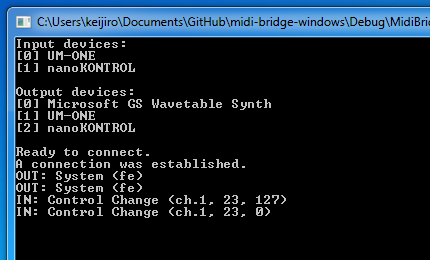 C:\Users\keijiro\Documents\GitHub\midi-bridge-windows\Debug\MidiBri
Input devices:
[0] UM-ONE
[1] nanoKONTROL
Output devices:
[0] Microsoft GS Wavetable Synth
[1] UM-ONE
[2] nanoKONTROL
Ready to connect.
A connection was established.
OUT: System (fe)
OUT: System (fe)
IN: Control Change (ch.1, 23, 127)
IN: Control Change (ch.1, 23, 0)